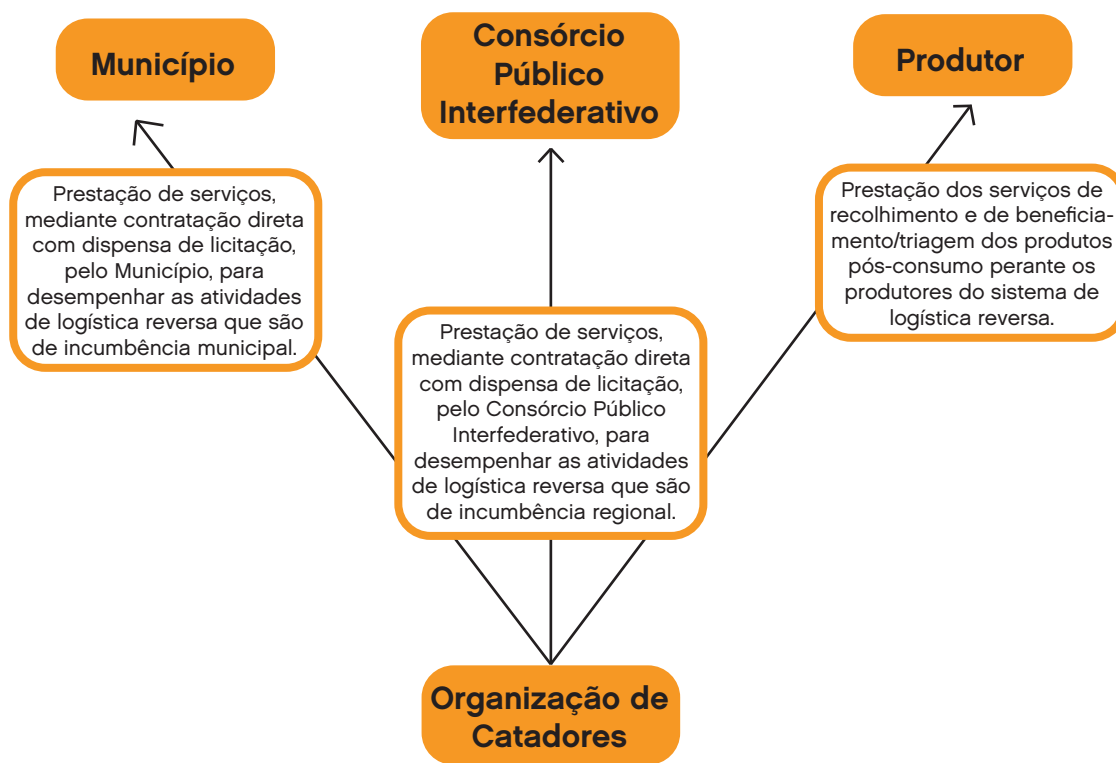 Município
Consórcio
Público
Interfederativo
Produtor
Prestação de serviços,
mediante contratação direta
com dispensa de licitação,
pelo Município, para
desempenhar as atividades
de logística reversa que são
de incumbência municipal.
Prestação de serviços,
mediante contratação direta
com dispensa de licitação,
pelo Consórcio Público
Interfederativo, para
desempenhar as atividades
de logística reversa que são
de incumbência regional.
Prestação dos serviços de
recolhimento e de beneficia-
mento/triagem dos produtos
pós-consumo perante os
produtores do sistema de
logística reversa.
Organização de
Catadores